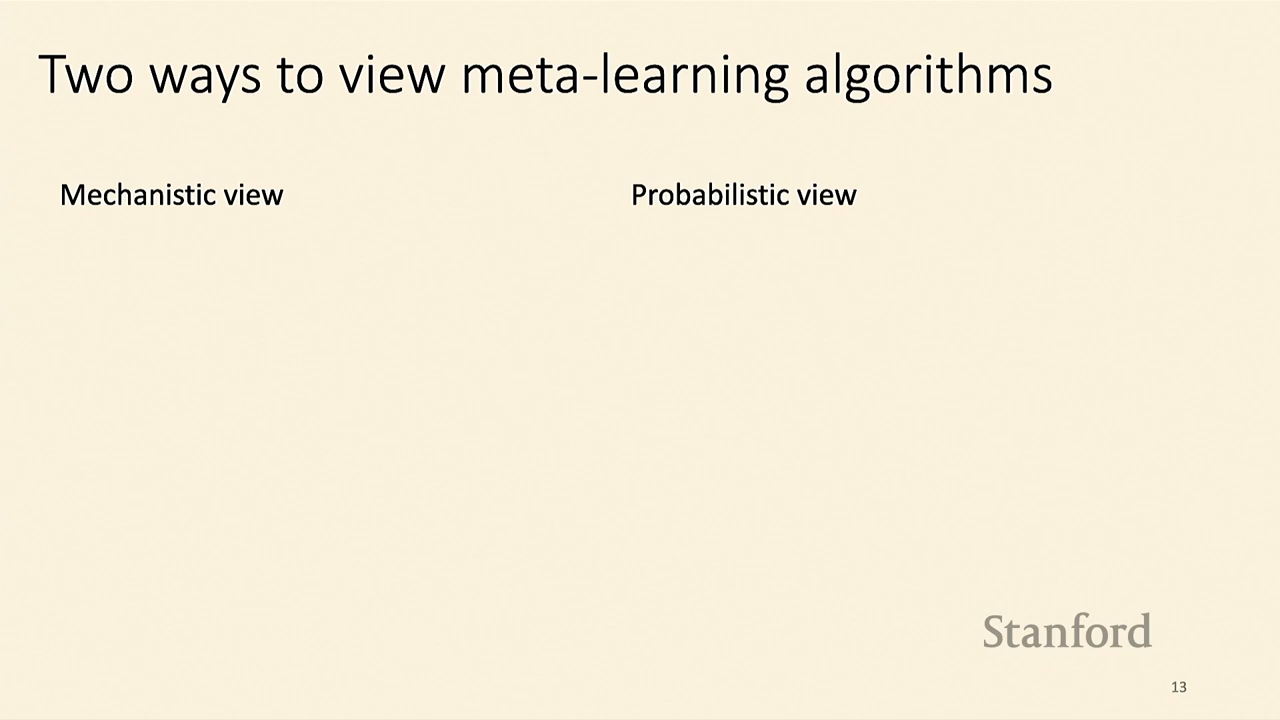 Two ways to view meta-learning algorithms
Mechanistic view
Probabilistic view
Stanford
13